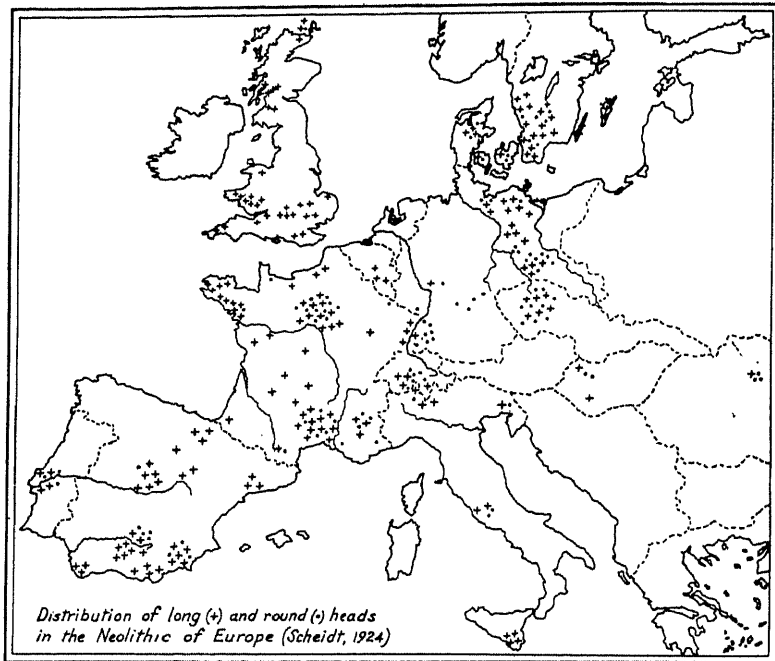 Distribution of long (+) and round (•) heads
in the Neolithic of Europe (Scheidt, 1924)